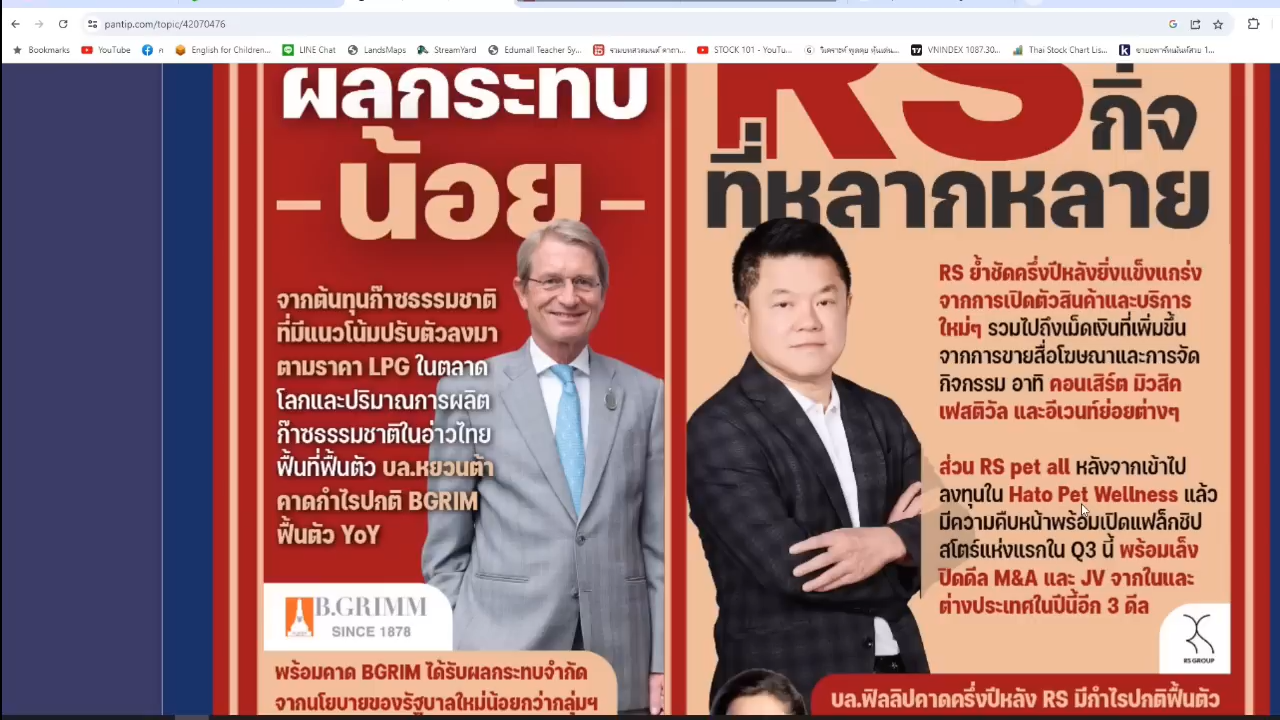 pantip.com/topic/42070476
Bookmarks
YouTube
English for Children...
LINE Chat
LandsMaps
StreamYard
Edumall Teacher Sy...
STOCK 101 - YouTu...
VNINDEX 1087.30...
Thai Stock Chart Lis...
ผลกระทบ
–น้อย–
จากต้นทุนก๊าซธรรมชาติ
ที่มีแนวโน้มปรับตัวลงมา
ตามราคา LPG ในตลาด
โลกและปริมาณการผลิต
ก๊าซธรรมชาติในอ่าวไทย
ฟื้นที่ฟื้นตัว บล.หยวนต้า
คาดกำไรปกติ BGRIM
ฟื้นตัว YoY
B.GRIMM
SINCE 1878
พร้อมคาด BGRIM ได้รับผลกระทบจำกัด
จากนโยบายของรัฐบาลใหม่น้อยกว่ากลุ่มฯ
RS กิจ
ที่หลากหลาย
RS ย้ำชัดครึ่งปีหลังยิ่งแข็งแกร่ง
จากการเปิดตัวสินค้าและบริการ
ใหม่ๆ รวมไปถึงเม็ดเงินที่เพิ่มขึ้น
จากการขายสื่อโฆษณาและการจัด
กิจกรรม อาทิ คอนเสิร์ต มิวสิค
เฟสติวัล และอีเวนท์ย่อยต่างๆ
ส่วน RS pet all หลังจากเข้าไป
ลงทุนใน Hato Pet Wellness แล้ว
มีความคืบหน้าพร้อมเปิดแฟล็กชิป
สโตร์แห่งแรกใน Q3 นี้ พร้อมเล็ง
ปิดดีล M&A และ JV จากในและ
ต่างประเทศในปีนี้อีก 3 ดีล
RS GROUP
บล.ฟิลลิปคาดครึ่งปีหลัง RS มีกำไรปกติฟื้นตัว